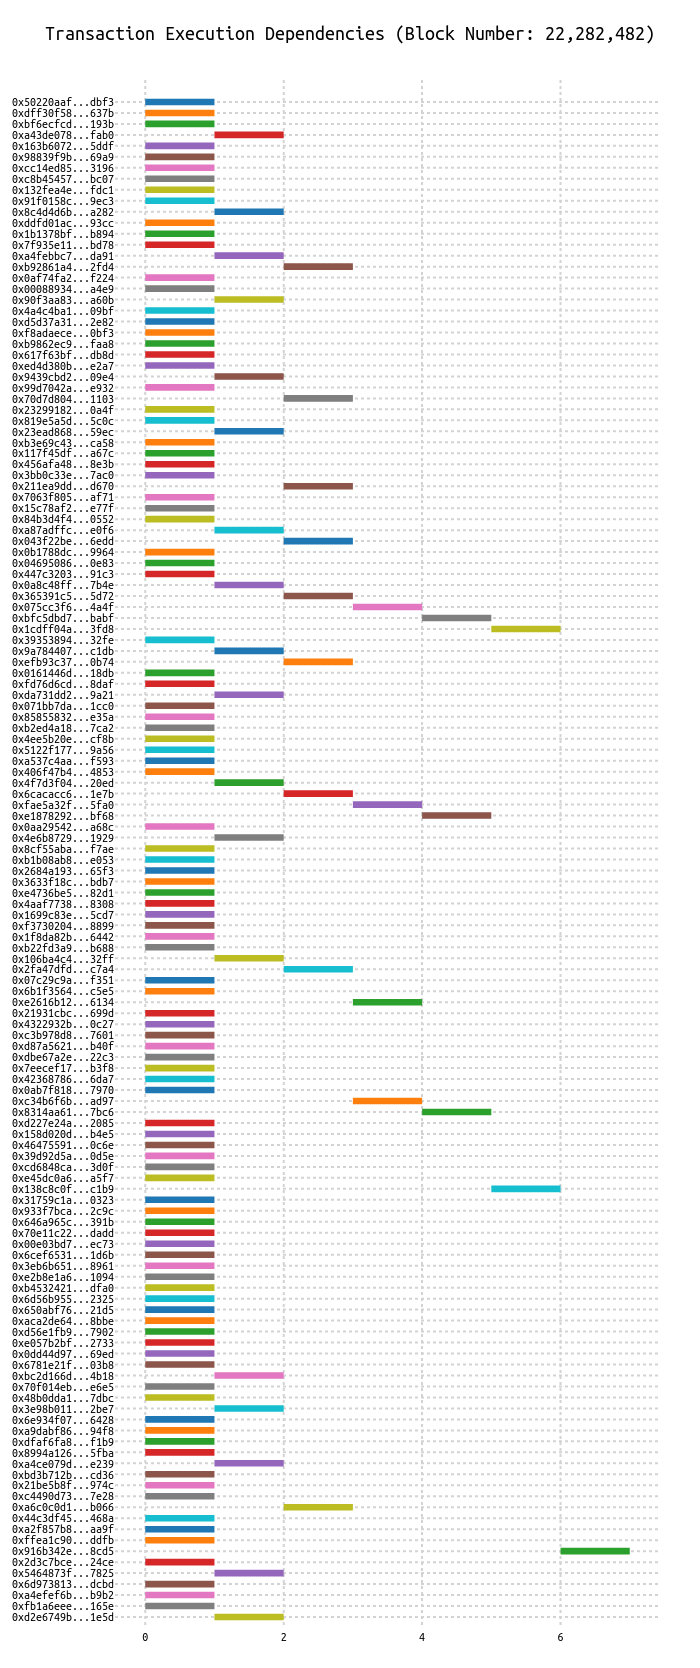 Transaction Execution Dependencies (Block Number: 22,282,482)
0x50220aaf...dbf3
0xdff30f58...637b
0xbf6ecfcd...193b
0xa43de078...fab0
0x163b6072...5ddf
0x98839f9b...69a9
0xcc14ed85...3196
0xc8b45457...bc07
0x132fea4e...fdc1
0x91f0158c...9ec3
0x8c4d4d6b...a282
0xddfd01ac...93cc
0x1b1378bf...b894
0x7f935e11...bd78
0xa4febbc7...da91
0xb92861a4...2fd4
0x0af74fa2...f224
0x00088934...a4e9
0x90f3aa83...a60b
0x4a4c4ba1...09bf
0xd5d37a31...2e82
0xf8adaece...0bf3
0xb9862ec9...faa8
0x617f63bf...db8d
0xed4d380b...e2a7
0x9439cbd2...09e4
0x99d7042a...e932
0x70d7d804...1103
0x23299182...0a4f
0x819e5a5d...5c0c
0x23ead868...59ec
0xb3e69c43...ca58
0x117f45df...a67c
0x456afa48...8e3b
0x3bb0c33e...7ac0
0x211ea9dd...d670
0x7063f805...af71
0x15c78af2...e77f
0x84b3d4f4...0552
0xa87adffc...e0f6
0x043f22be...6edd
0x0b1788dc...9964
0x04695086...0e83
0x447c3203...91c3
0x0a8c48ff...7b4e
0x365391c5...5d72
0x075cc3f6...4a4f
0xbfc5dbd7...babf
0x1cdff04a...3fd8
0x39353894...32fe
0x9a784407...c1db
0xefb93c37...0b74
0x0161446d...18db
0xfd76d6cd...8daf
0xda731dd2...9a21
0x071bb7da...1cc0
0x85855832...e35a
0xb2ed4a18...7ca2
0x4ee5b20e...cf8b
0x5122f177...9a56
0xa537c4aa...f593
0x406f47b4...4853
0x4f7d3f04...20ed
0x6cacacc6...1e7b
0xfae5a32f...5fa0
0xe1878292...bf68
0x0aa29542...a68c
0x4e6b8729...1929
0x8cf55aba...f7ae
0xb1b08ab8...e053
0x2684a193...65f3
0x3633f18c...bdb7
0xe4736be5...82d1
0x4aaf7738...8308
0x1699c83e...5cd7
0xf3730204...8899
0x1f8da82b...6442
0xb22fd3a9...b688
0x106ba4c4...32ff
0x2fa47dfd...c7a4
0x07c29c9a...f351
0x6b1f3564...c5e5
0xe2616b12...6134
0x21931cbc...699d
0x4322932b...0c27
0xc3b978d8...7601
0xd87a5621...b40f
0xdbe67a2e...22c3
0x7eecef17...b3f8
0x42368786...6da7
0x0ab7f818...7970
0xc34b6f6b...ad97
0x8314aa61...7bc6
0xd227e24a...2085
0x158d020d...b4e5
0x46475591...0c6e
0x39d92d5a...0d5e
0xcd6848ca...3d0f
0xe45dc0a6...a5f7
0x138c8c0f...c1b9
0x31759c1a...0323
0x933f7bca...2c9c
0x646a965c...391b
0x70e11c22...dadd
0x00e03bd7...ec73
0x6cef6531...1d6b
0x3eb6b651...8961
0xe2b8e1a6...1094
0xb4532421...dfa0
0x6d56b955...2325
0x650abf76...21d5
0xaca2de64...8bbe
0xd56e1fb9...7902
0xe057b2bf...2733
0x0dd44d97...69ed
0x6781e21f...03b8
0xbc2d166d...4b18
0x70f014eb...e6e5
0x48b0dda1...7dbc
0x3e98b011...2be7
0x6e934f07...6428
0xa9dabf86...94f8
0xdfaf6fa8...f1b9
0x8994a126...5fba
0xa4ce079d...e239
0xbd3b712b...cd36
0x21be5b8f...974c
0xc4490d73...7e28
0xa6c0c0d1...b066
0x44c3df45...468a
0xa2f857b8...aa9f
0xffea1c90...ddfb
0x916b342e...8cd5
0x2d3c7bce...24ce
0x5464873f...7825
0x6d973813...dcbd
0xa4efef6b...b9b2
0xfb1a6eee...165e
0xd2e6749b...1e5d
0 2 4 6